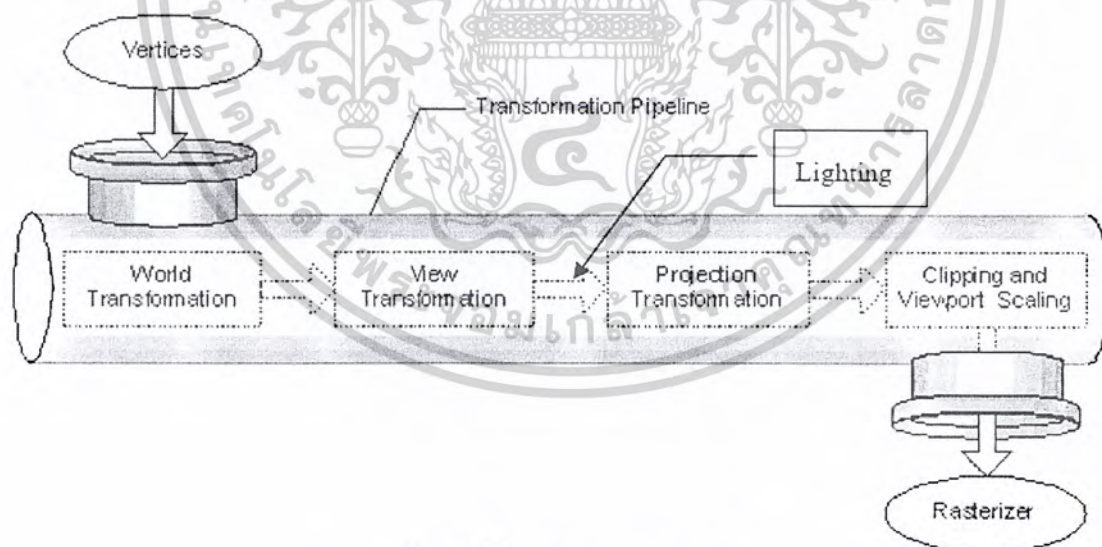 Vertices
Transformation Pipeline
Lighting
World
Transformation
View
Transformation
Projection
Transformation
Clipping and
Viewport Scaling
Rasterizer